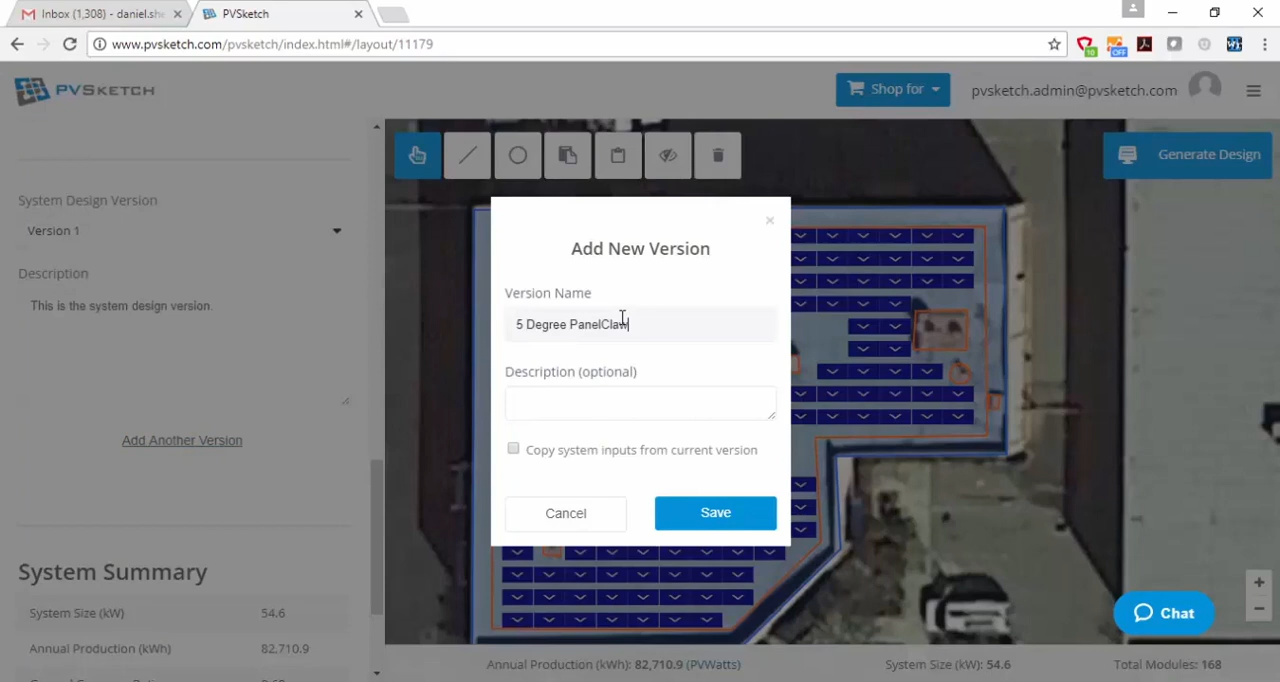 Inbox (1,308) - daniel.she
PVSketch
www.pvsketch.com/pvsketch/index.html#/layout/11179
10
OFF
PVSKETCH
Shop for
pvsketch.admin@pvsketch.com
Generate Design
System Design Version
Version 1
Description
This is the system design version.
Add Another Version
System Summary
System Size (kW) 54.6
Annual Production (kWh) 82,710.9
Add New Version
Version Name
5 Degree PanelClaw
Description (optional)
Copy system inputs from current version
Cancel
Save
Chat
Annual Production (kWh): 82,710.9 (PVWatts)
System Size (kW): 54.6
Total Modules: 168